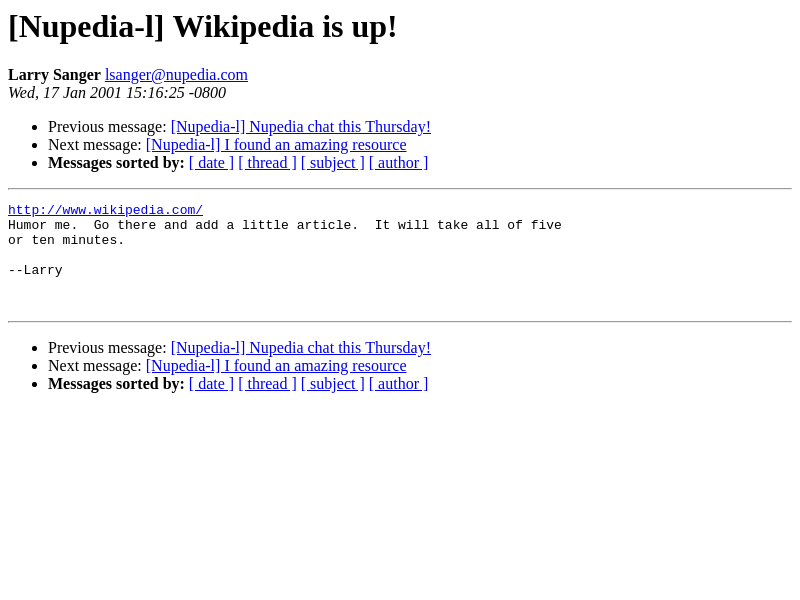 [Nupedia-l] Wikipedia is up!
Larry Sanger lsanger@nupedia.com
Wed, 17 Jan 2001 15:16:25 -0800
Previous message: [Nupedia-l] Nupedia chat this Thursday!
Next message: [Nupedia-l] I found an amazing resource
Messages sorted by: [ date ] [ thread ] [ subject ] [ author ]
http://www.wikipedia.com/
Humor me.  Go there and add a little article.  It will take all of five
or ten minutes.
--Larry
Previous message: [Nupedia-l] Nupedia chat this Thursday!
Next message: [Nupedia-l] I found an amazing resource
Messages sorted by: [ date ] [ thread ] [ subject ] [ author ]